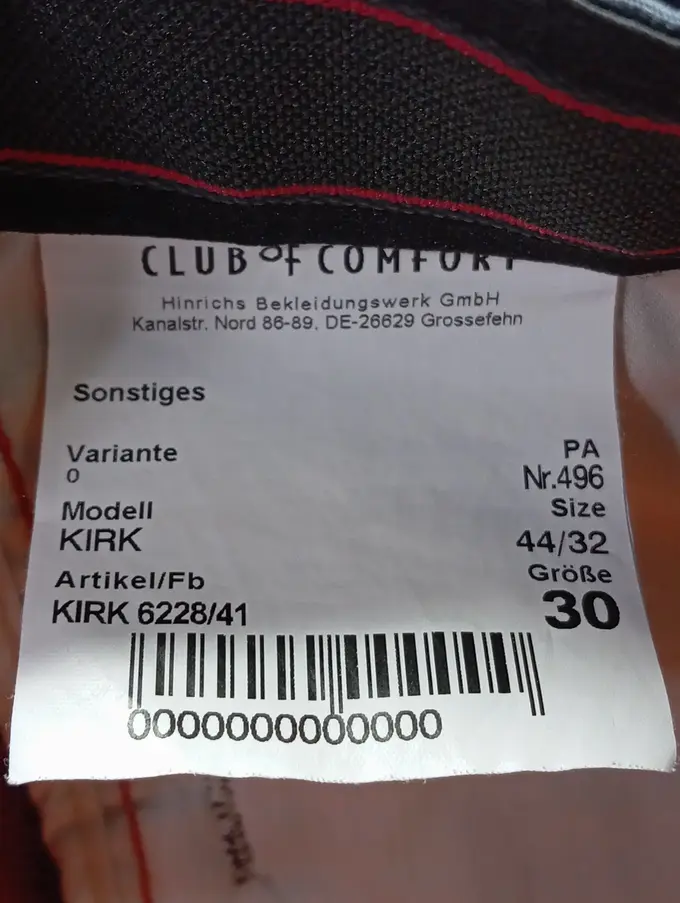 CLUB OF COMFORT
Hinrichs Bekleidungswerk GmbH
Kanalstr. Nord 86-89, DE-26629 Grossefehn
Sonstiges
Variante
0
PA
Nr.496
Modell
KIRK
Size
44/32
Artikel/Fb
KIRK 6228/41
Größe
30
0000000000000